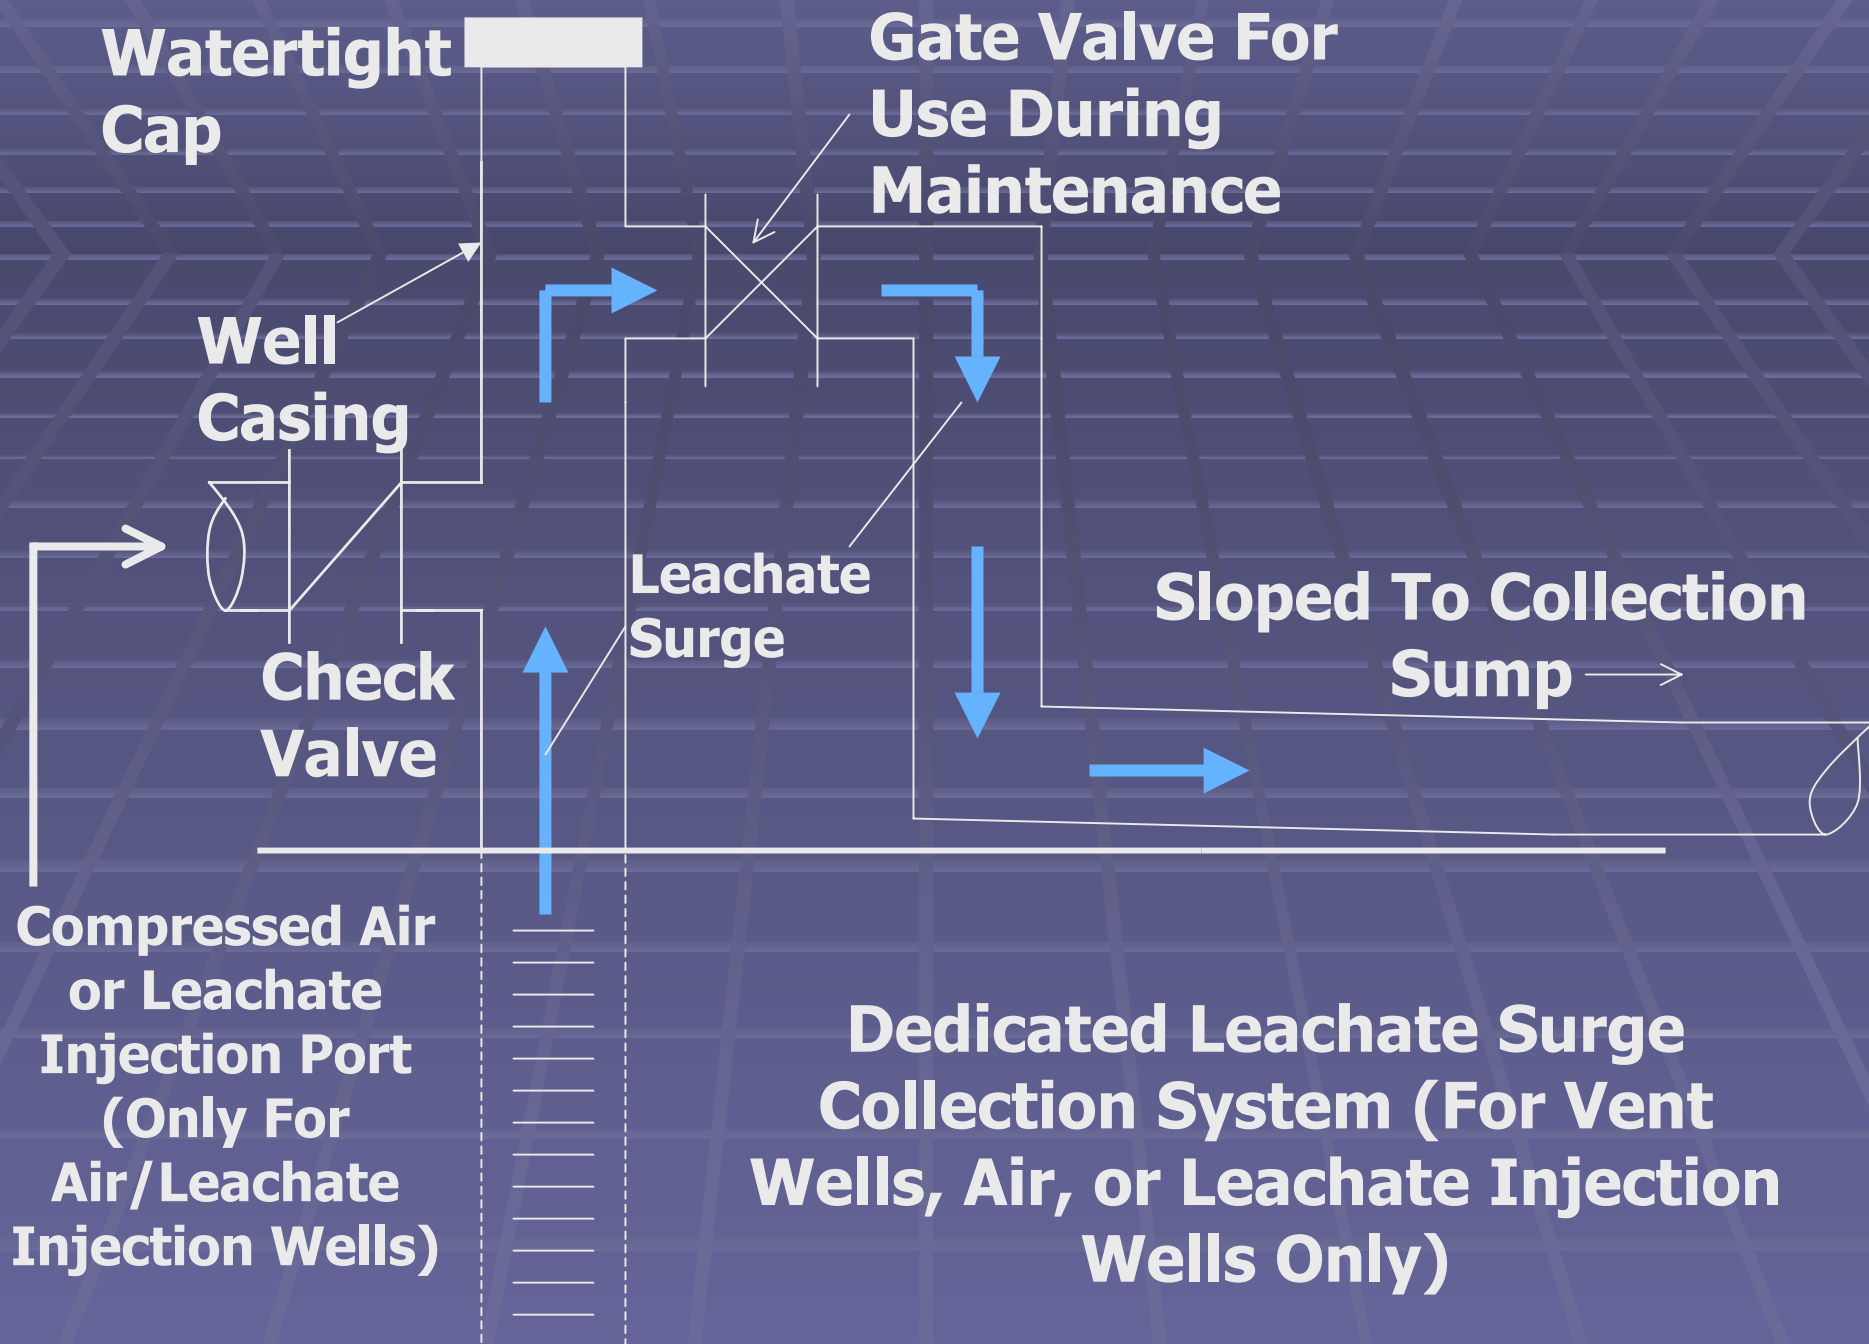 Watertight
Cap
Gate Valve For
Use During
Maintenance
Well
Casing
Leachate
Surge
Sloped To Collection
Sump
Check
Valve
Compressed Air
or Leachate
Injection Port
(Only For
Air/Leachate
Injection Wells)
Dedicated Leachate Surge
Collection System (For Vent
Wells, Air, or Leachate Injection
Wells Only)